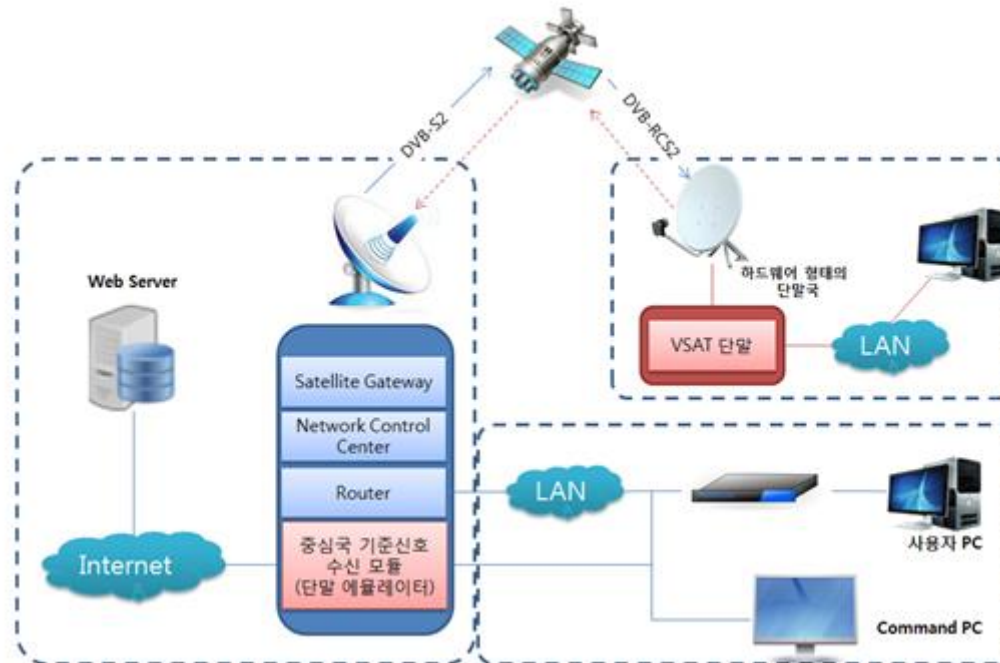 DVB-S2
DVB-RCS2
Web Server
하드웨어 형태의
단말국
VSAT 단말
LAN
Satellite Gateway
Network Control
Center
Router
LAN
중심국 기준신호
수신 모듈
(단말 에뮬레이터)
Internet
사용자 PC
Command PC